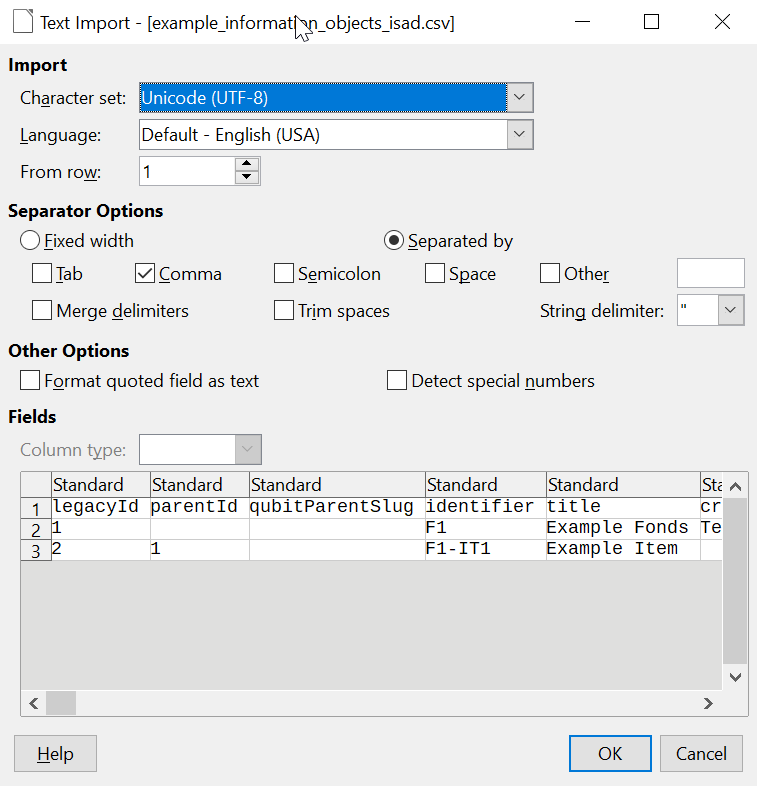 Text Import - [example_information_objects_isad.csv]
Import
Character set: Unicode (UTF-8)
Language: Default - English (USA)
From row: 1
Separator Options
Fixed width Separated by
Tab Comma Semicolon Space Other
Merge delimiters Trim spaces String delimiter: "
Other Options
Format quoted field as text Detect special numbers
Fields
Column type:
Standard Standard Standard Standard Standard Sta
1 legacyId parentId qubitParentSlug identifier title cr
2 1 F1 Example Fonds Te
3 2 1 F1-IT1 Example Item
Help OK Cancel